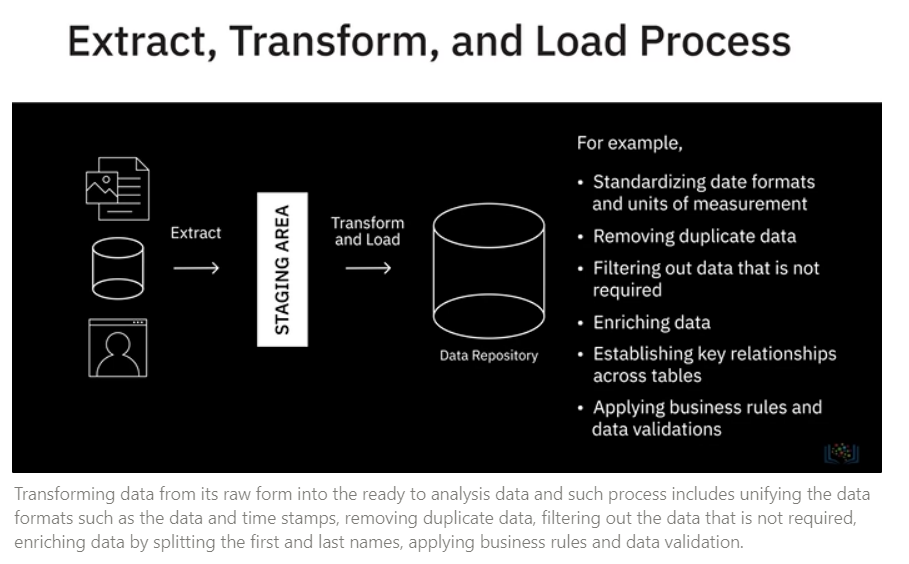 Extract, Transform, and Load Process
For example,
• Standardizing date formats
and units of measurement
• Removing duplicate data
• Filtering out data that is not
required
• Enriching data
• Establishing key relationships
across tables
• Applying business rules and
data validations
Extract
STAGING AREA
Transform
and Load
Data Repository
Transforming data from its raw form into the ready to analysis data and such process includes unifying the data
formats such as the data and time stamps, removing duplicate data, filtering out the data that is not required,
enriching data by splitting the first and last names, applying business rules and data validation.